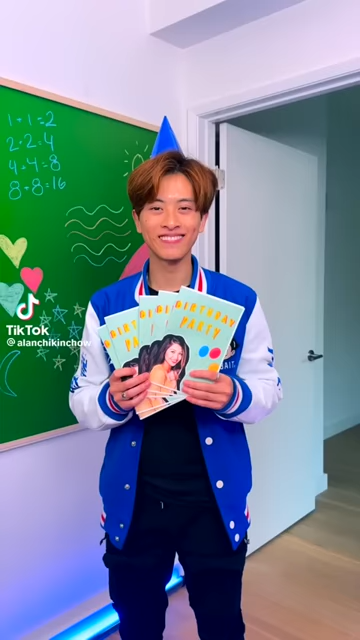 1+1=2
2+2=4
4+4=8
8+8=16
TikTok
@alanchikinchow
BIRTHDAY
PARTY